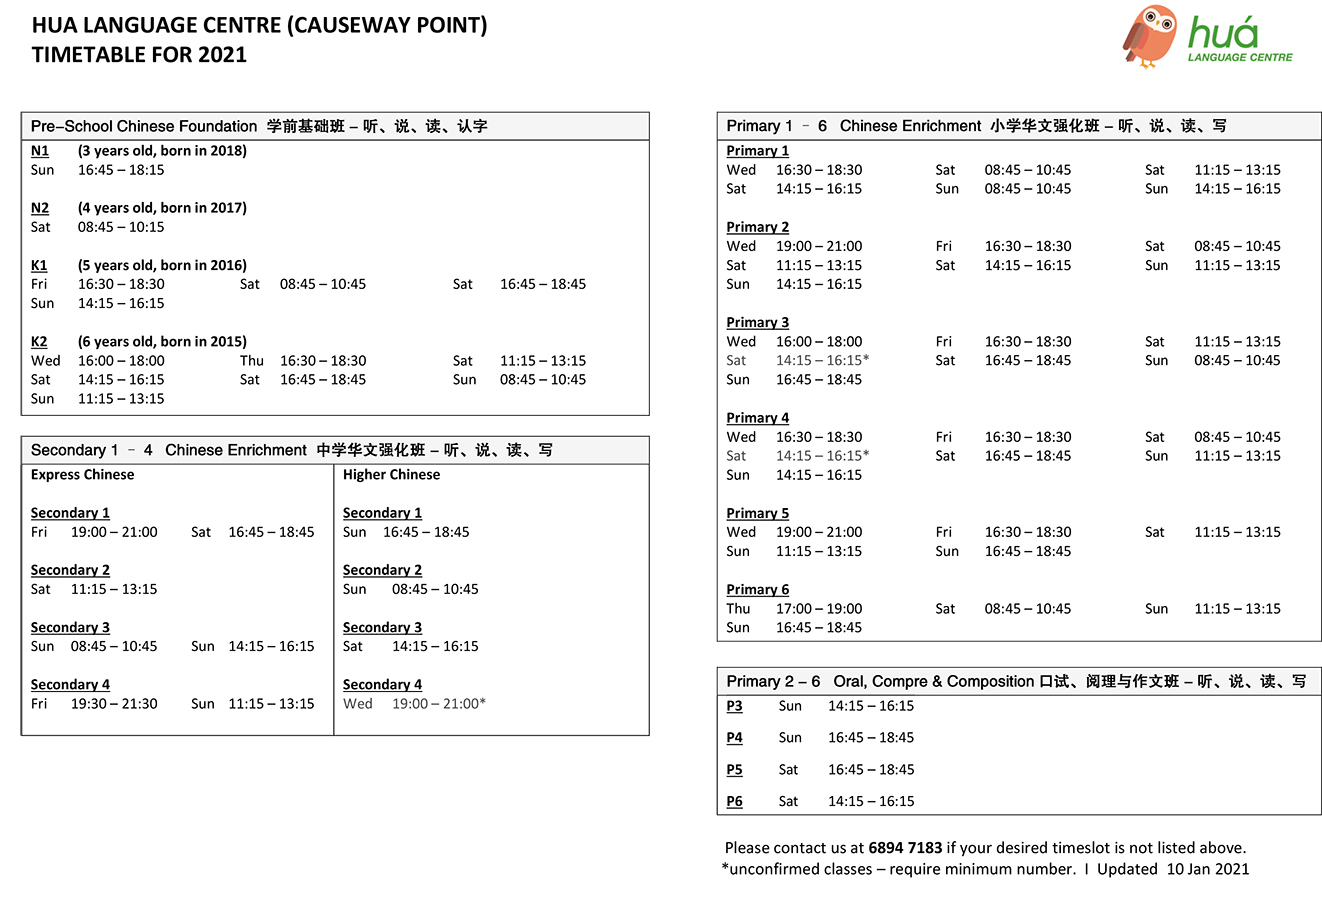 HUA LANGUAGE CENTRE (CAUSEWAY POINT)
TIMETABLE FOR 2021
huá
LANGUAGE CENTRE
Pre–School Chinese Foundation 学前基础班 – 听、说、读、认字
N1 (3 years old, born in 2018)
Sun 16:45 – 18:15
N2 (4 years old, born in 2017)
Sat 08:45 – 10:15
K1 (5 years old, born in 2016)
Fri 16:30 – 18:30 Sat 08:45 – 10:45 Sat 16:45 – 18:45
Sun 14:15 – 16:15
K2 (6 years old, born in 2015)
Wed 16:00 – 18:00 Thu 16:30 – 18:30 Sat 11:15 – 13:15
Sat 14:15 – 16:15 Sat 16:45 – 18:45 Sun 08:45 – 10:45
Sun 11:15 – 13:15
Secondary 1 – 4 Chinese Enrichment 中学华文强化班 – 听、说、读、写
Express Chinese
Secondary 1
Fri 19:00 – 21:00 Sat 16:45 – 18:45
Secondary 2
Sat 11:15 – 13:15
Secondary 3
Sun 08:45 – 10:45 Sun 14:15 – 16:15
Secondary 4
Fri 19:30 – 21:30 Sun 11:15 – 13:15
Higher Chinese
Secondary 1
Sun 16:45 – 18:45
Secondary 2
Sun 08:45 – 10:45
Secondary 3
Sat 14:15 – 16:15
Secondary 4
Wed 19:00 – 21:00*
Primary 1 – 6 Chinese Enrichment 小学华文强化班 – 听、说、读、写
Primary 1
Wed 16:30 – 18:30 Sat 08:45 – 10:45 Sat 11:15 – 13:15
Sat 14:15 – 16:15 Sun 08:45 – 10:45 Sun 14:15 – 16:15
Primary 2
Wed 19:00 – 21:00 Fri 16:30 – 18:30 Sat 08:45 – 10:45
Sat 11:15 – 13:15 Sat 14:15 – 16:15 Sun 11:15 – 13:15
Sun 14:15 – 16:15
Primary 3
Wed 16:00 – 18:00 Fri 16:30 – 18:30 Sat 11:15 – 13:15
Sat 14:15 – 16:15* Sat 16:45 – 18:45 Sun 08:45 – 10:45
Sun 16:45 – 18:45
Primary 4
Wed 16:30 – 18:30 Fri 16:30 – 18:30 Sat 08:45 – 10:45
Sat 14:15 – 16:15* Sat 16:45 – 18:45 Sun 11:15 – 13:15
Sun 14:15 – 16:15
Primary 5
Wed 19:00 – 21:00 Fri 16:30 – 18:30 Sat 11:15 – 13:15
Sun 11:15 – 13:15 Sun 16:45 – 18:45
Primary 6
Thu 17:00 – 19:00 Sat 08:45 – 10:45 Sun 11:15 – 13:15
Sun 16:45 – 18:45
Primary 2 – 6 Oral, Compre & Composition 口试、阅理与作文班 – 听、说、读、写
P3 Sun 14:15 – 16:15
P4 Sun 16:45 – 18:45
P5 Sat 16:45 – 18:45
P6 Sat 14:15 – 16:15
Please contact us at 6894 7183 if your desired timeslot is not listed above.
*unconfirmed classes – require minimum number. I Updated 10 Jan 2021